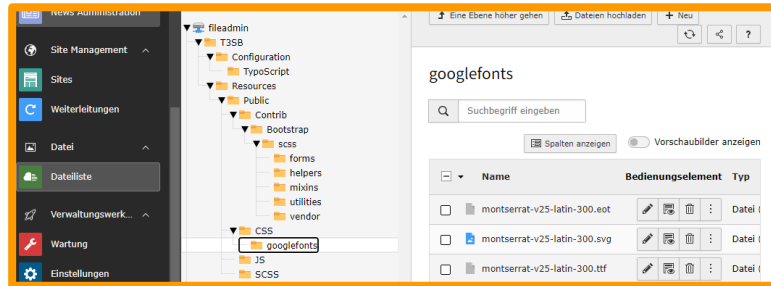 News Administration
Site Management
Sites
Weiterleitungen
Datei
Dateiliste
Verwaltungswerk...
Wartung
Einstellungen
fileadmin
T3SB
Configuration
TypoScript
Resources
Public
Contrib
Bootstrap
scss
forms
helpers
mixins
utilities
vendor
CSS
googlefonts
JS
SCSS
Eine Ebene höher gehen
Dateien hochladen
+ Neu
?
googlefonts
Suchbegriff eingeben
Spalten anzeigen
Vorschaubilder anzeigen
Name Bedienungselement Typ
montserrat-v25-latin-300.eot Datei (
montserrat-v25-latin-300.svg Datei (
montserrat-v25-latin-300.ttf Datei (